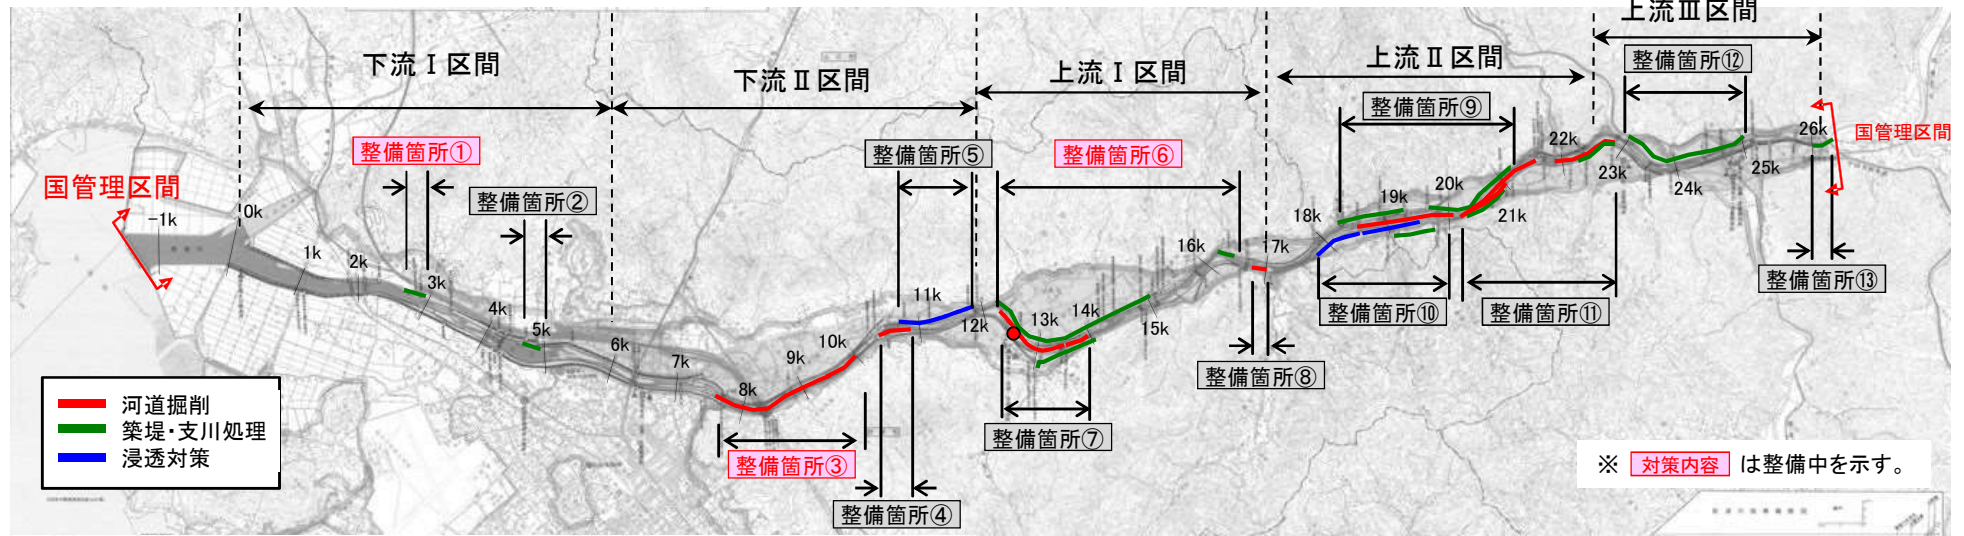 上流Ⅲ区間
下流Ⅰ区間
下流Ⅱ区間
上流Ⅰ区間
上流Ⅱ区間
整備箇所⑫
整備箇所①
整備箇所②
整備箇所⑤
整備箇所⑥
整備箇所⑨
国管理区間
国管理区間
-1k
0k
1k
2k
3k
4k
5k
6k
7k
8k
9k
10k
11k
12k
13k
14k
15k
16k
17k
18k
19k
20k
21k
22k
23k
24k
25k
26k
整備箇所③
整備箇所④
整備箇所⑦
整備箇所⑧
整備箇所⑩
整備箇所⑪
整備箇所⑬
河道掘削
築堤・支川処理
浸透対策
※ 対策内容 は整備中を示す。